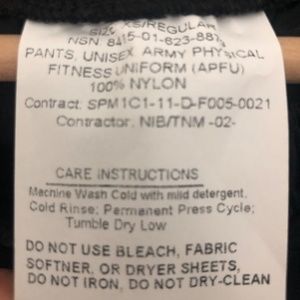 SIZE: XS/REGULAR
NSN: 8415-01-623-887
PANTS, UNISEX, ARMY PHYSICAL
FITNESS UNIFORM (APFU)
100% NYLON
Contract: SPM1C1-11-D-F005-0021
Contractor: NIB/TNM -02-
CARE INSTRUCTIONS
Machine Wash Cold with mild detergent,
Cold Rinse; Permanent Press Cycle;
Tumble Dry Low
DO NOT USE BLEACH, FABRIC
SOFTNER, OR DRYER SHEETS,
DO NOT IRON, DO NOT DRY-CLEAN